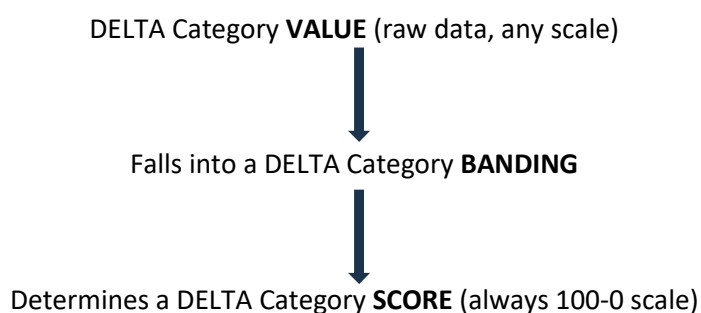 DELTA Category VALUE (raw data, any scale)
Falls into a DELTA Category BANDING
Determines a DELTA Category SCORE (always 100-0 scale)